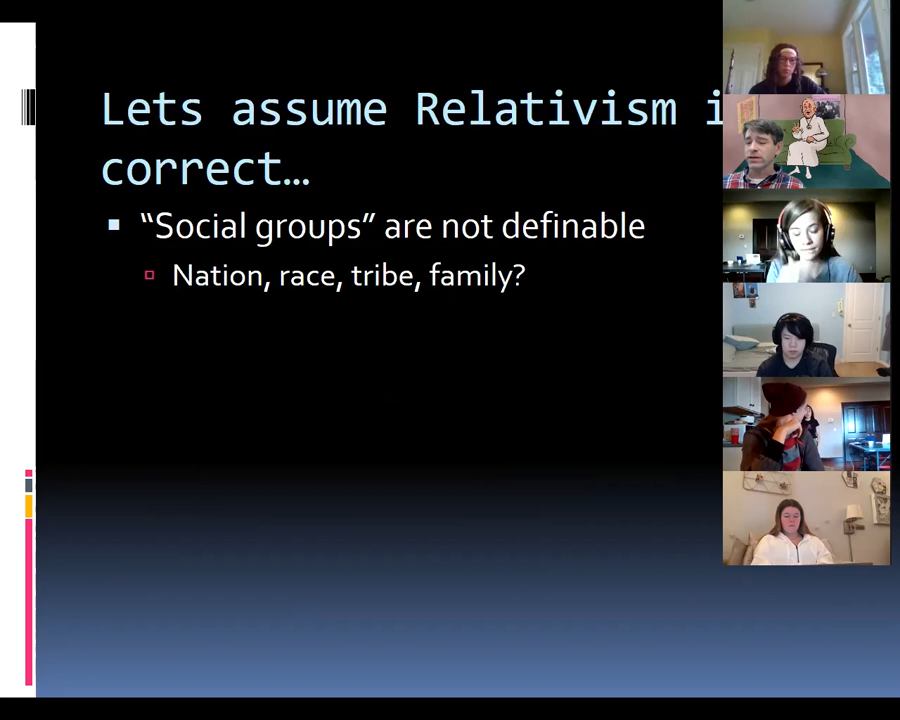 Lets assume Relativism i
correct…
“Social groups” are not definable
Nation, race, tribe, family?